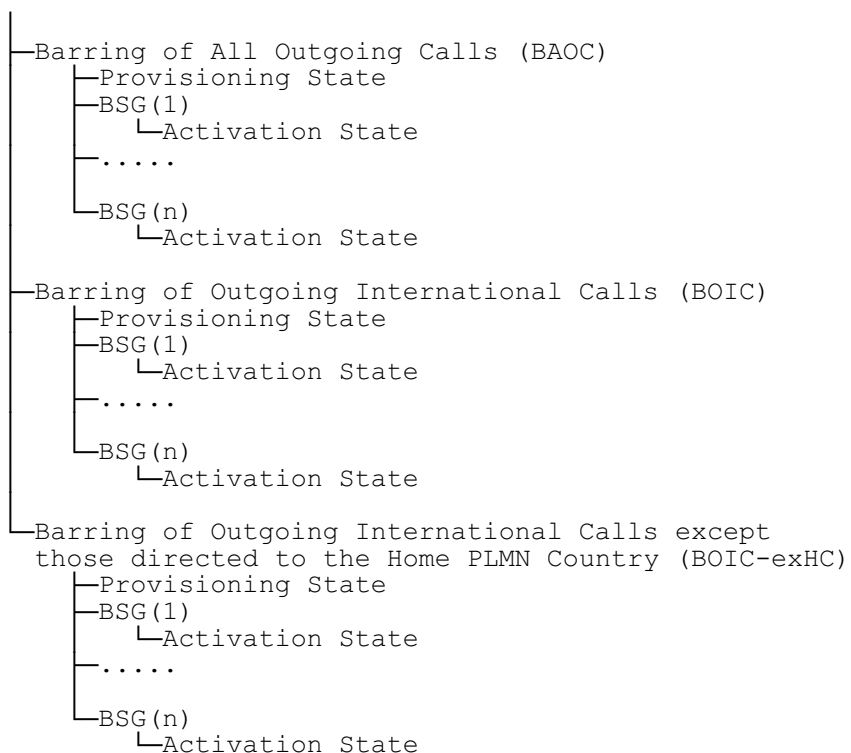 Barring of All Outgoing Calls (BAOC)
Provisioning State
BSG(1)
Activation State
.....
BSG(n)
Activation State
Barring of Outgoing International Calls (BOIC)
Provisioning State
BSG(1)
Activation State
.....
BSG(n)
Activation State
Barring of Outgoing International Calls except
those directed to the Home PLMN Country (BOIC-exHC)
Provisioning State
BSG(1)
Activation State
.....
BSG(n)
Activation State